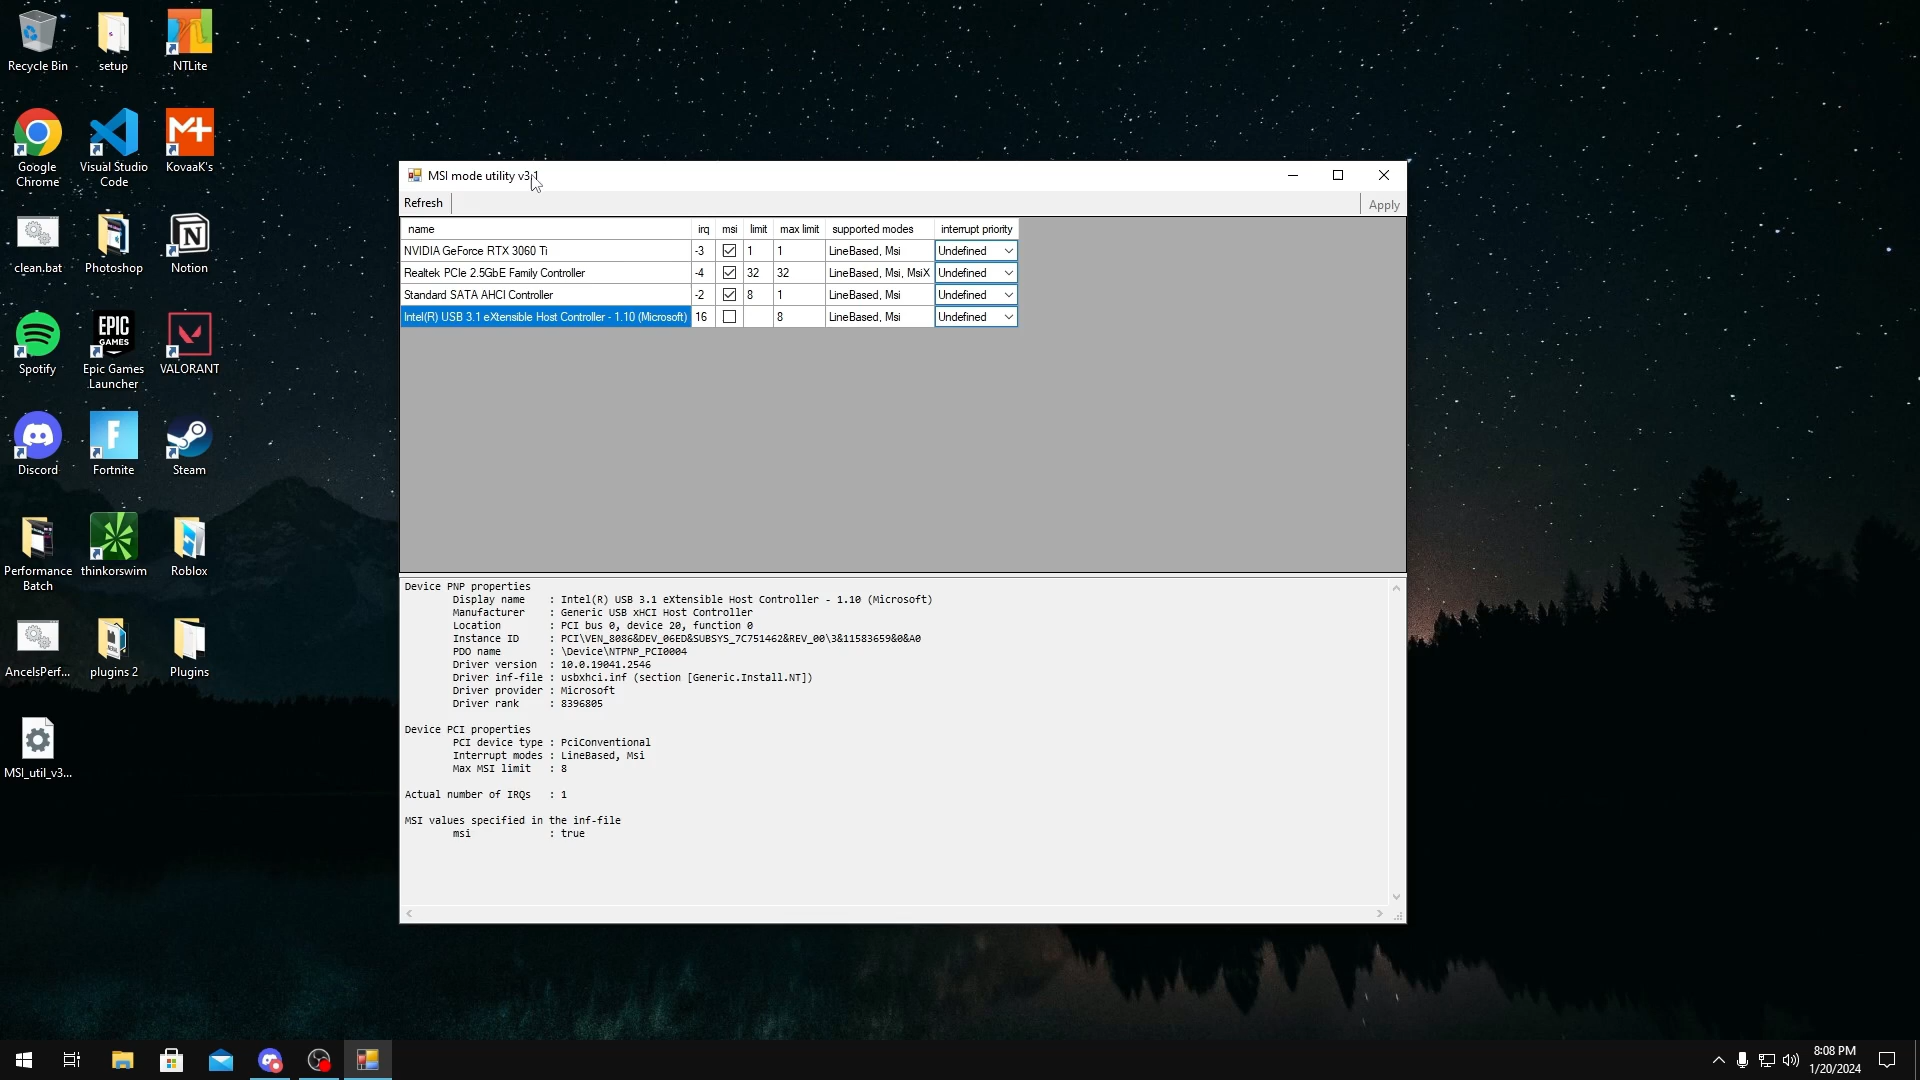 Recycle Bin
setup
NTLite
Google
Chrome
Visual Studio
Code
KovaaK's
clean.bat
Photoshop
Notion
Spotify
EPIC
GAMES
Epic Games
Launcher
VALORANT
Discord
Fortnite
Steam
Performance
Batch
thinkorswim
Roblox
AncelsPerf...
plugins 2
Plugins
MSI_util_v3...
MSI mode utility v3.1
Refresh
Apply
name irq msi limit max limit supported modes interrupt priority
NVIDIA GeForce RTX 3060 Ti -3 1 1 LineBased, Msi Undefined
Realtek PCIe 2.5GbE Family Controller -4 32 32 LineBased, Msi, MsiX Undefined
Standard SATA AHCI Controller -2 8 1 LineBased, Msi Undefined
Intel(R) USB 3.1 eXtensible Host Controller - 1.10 (Microsoft) 16 8 LineBased, Msi Undefined
Device PNP properties
Display name : Intel(R) USB 3.1 eXtensible Host Controller - 1.10 (Microsoft)
Manufacturer : Generic USB xHCI Host Controller
Location : PCI bus 0, device 20, function 0
Instance ID : PCI\VEN_8086&DEV_06ED&SUBSYS_7C751462&REV_00\3&11583659&0&A0
PDO name : \Device\NTPNP_PCI0004
Driver version : 10.0.19041.2546
Driver inf-file : usbxhci.inf (section [Generic.Install.NT])
Driver provider : Microsoft
Driver rank : 8396805
Device PCI properties
PCI device type : PciConventional
Interrupt modes : LineBased, Msi
Max MSI limit : 8
Actual number of IRQs : 1
MSI values specified in the inf-file
msi : true
8:08 PM
1/20/2024